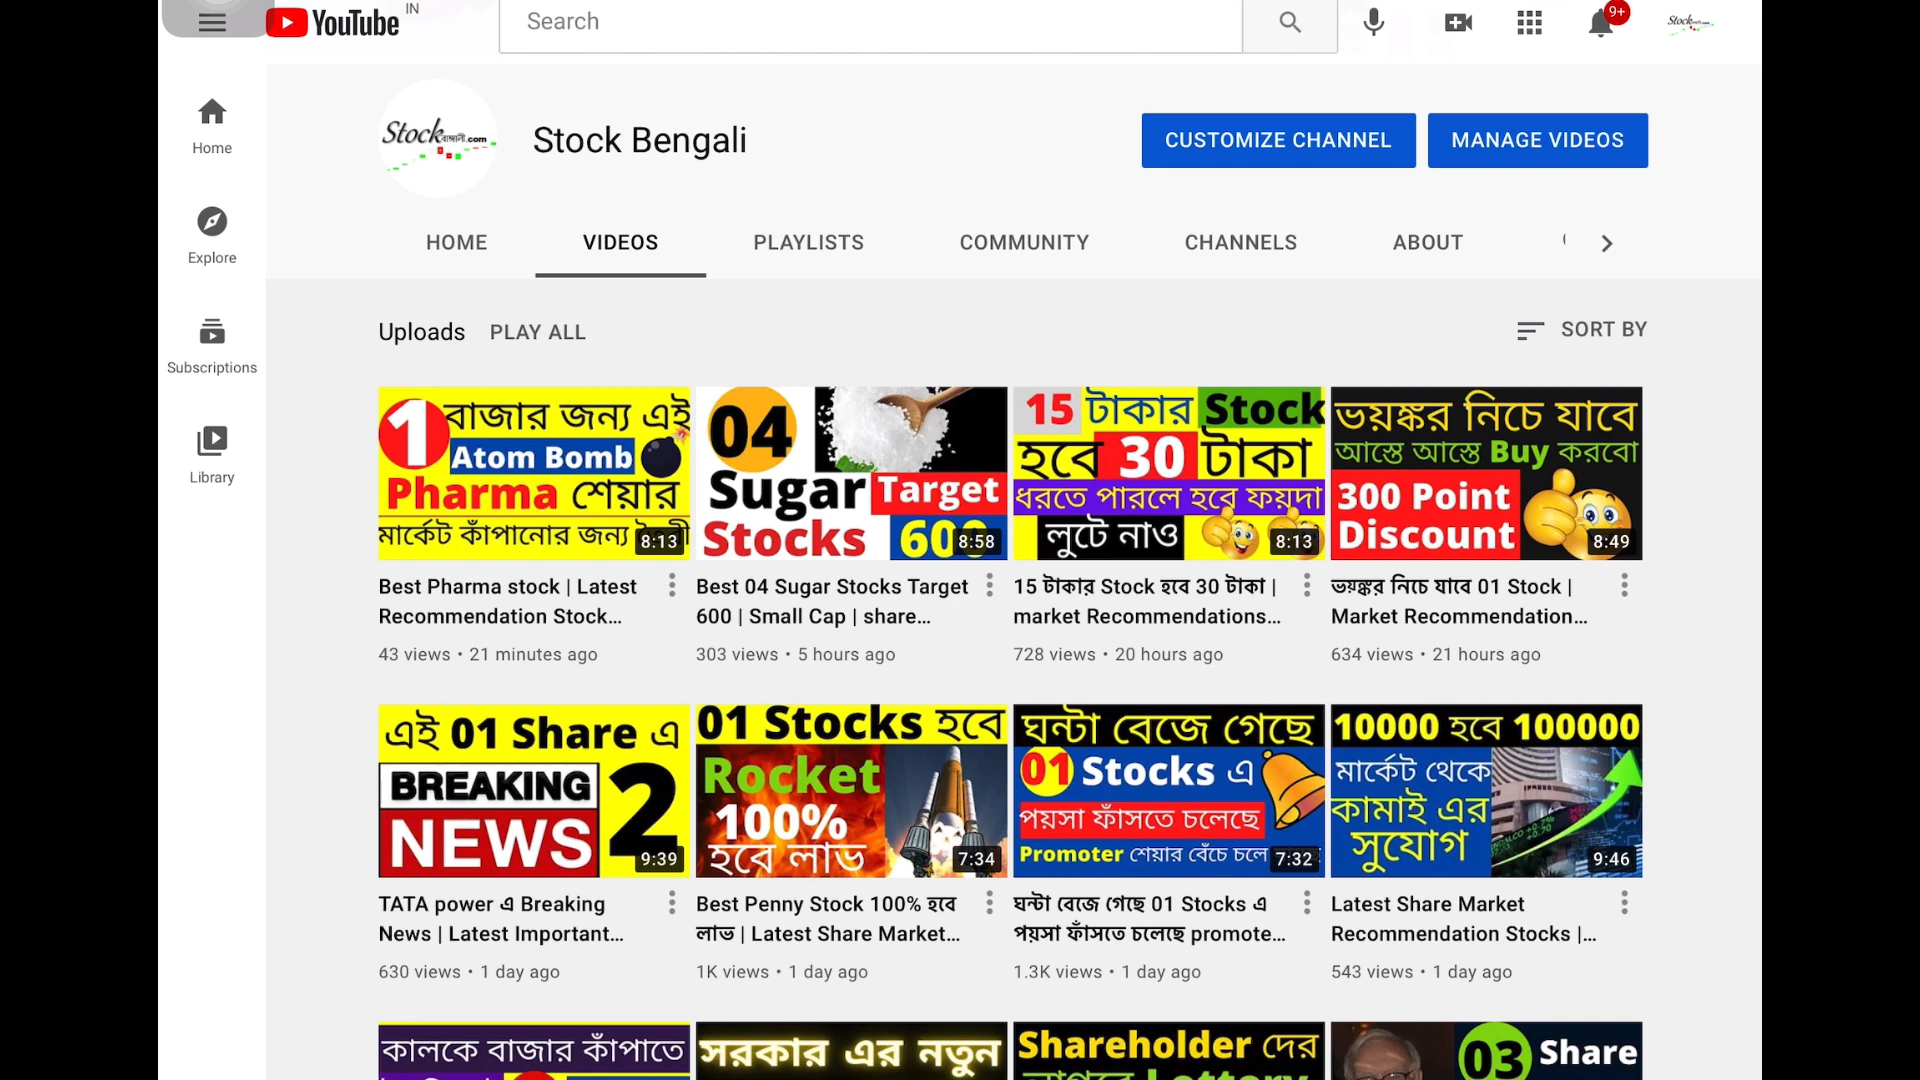 YouTube IN
Search
9+
Stock
Home
Explore
Subscriptions
Library
Stockবাঙ্গালী.com
Stock Bengali
CUSTOMIZE CHANNEL
MANAGE VIDEOS
HOME
VIDEOS
PLAYLISTS
COMMUNITY
CHANNELS
ABOUT
Uploads
PLAY ALL
SORT BY
1 বাজার জন্য এই
Atom Bomb
Pharma শেয়ার
মার্কেট কাঁপানোর জন্য
8:13
04
Sugar Target
Stocks 600
8:58
15 টাকার Stock
হবে 30 টাকা
ধরতে পারলে হবে ফয়দা
লুটে নাও
8:13
ভয়ঙ্কর নিচে যাবে
আস্তে আস্তে Buy করবো
300 Point
Discount
8:49
Best Pharma stock | Latest
Recommendation Stock...
43 views • 21 minutes ago
Best 04 Sugar Stocks Target
600 | Small Cap | share...
303 views • 5 hours ago
15 টাকার Stock হবে 30 টাকা |
market Recommendations...
728 views • 20 hours ago
ভয়ঙ্কর নিচে যাবে 01 Stock |
Market Recommendation...
634 views • 21 hours ago
এই 01 Share এ
BREAKING
NEWS 2
9:39
01 Stocks হবে
Rocket
100%
হবে লাভ
7:34
ঘন্টা বেজে গেছে
01 Stocks এ
পয়সা ফাঁসতে চলেছে
Promoter শেয়ার বেঁচে চলে
7:32
10000 হবে 100000
মার্কেট থেকে
কামাই এর
সুযোগ
9:46
TATA power এ Breaking
News | Latest Important...
630 views • 1 day ago
Best Penny Stock 100% হবে
লাভ | Latest Share Market...
1K views • 1 day ago
ঘন্টা বেজে গেছে 01 Stocks এ
পয়সা ফাঁসতে চলেছে promote...
1.3K views • 1 day ago
Latest Share Market
Recommendation Stocks |...
543 views • 1 day ago
কালকে বাজার কাঁপাতে
সরকার এর নতুন
Shareholder দের
লাগবে Lottery
03 Share